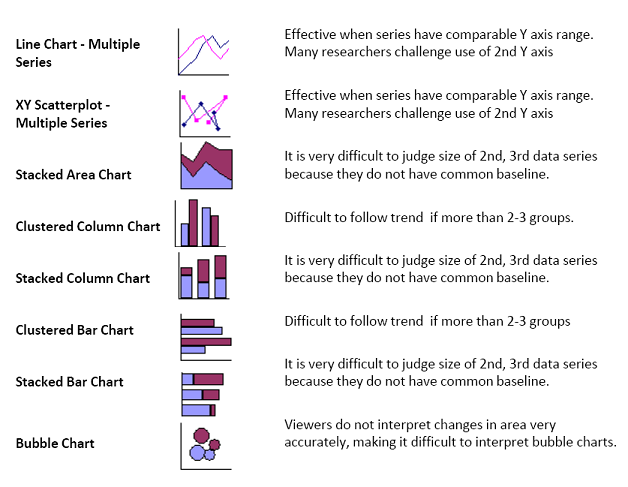 Line Chart - Multiple
Series
Effective when series have comparable Y axis range.
Many researchers challenge use of 2nd Y axis
XY Scatterplot -
Multiple Series
Effective when series have comparable Y axis range.
Many researchers challenge use of 2nd Y axis
Stacked Area Chart
It is very difficult to judge size of 2nd, 3rd data series
because they do not have common baseline.
Clustered Column Chart
Difficult to follow trend  if more than 2-3 groups.
Stacked Column Chart
It is very difficult to judge size of 2nd, 3rd data series
because they do not have common baseline.
Clustered Bar Chart
Difficult to follow trend  if more than 2-3 groups
Stacked Bar Chart
It is very difficult to judge size of 2nd, 3rd data series
because they do not have common baseline.
Bubble Chart
Viewers do not interpret changes in area very
accurately, making it difficult to interpret bubble charts.